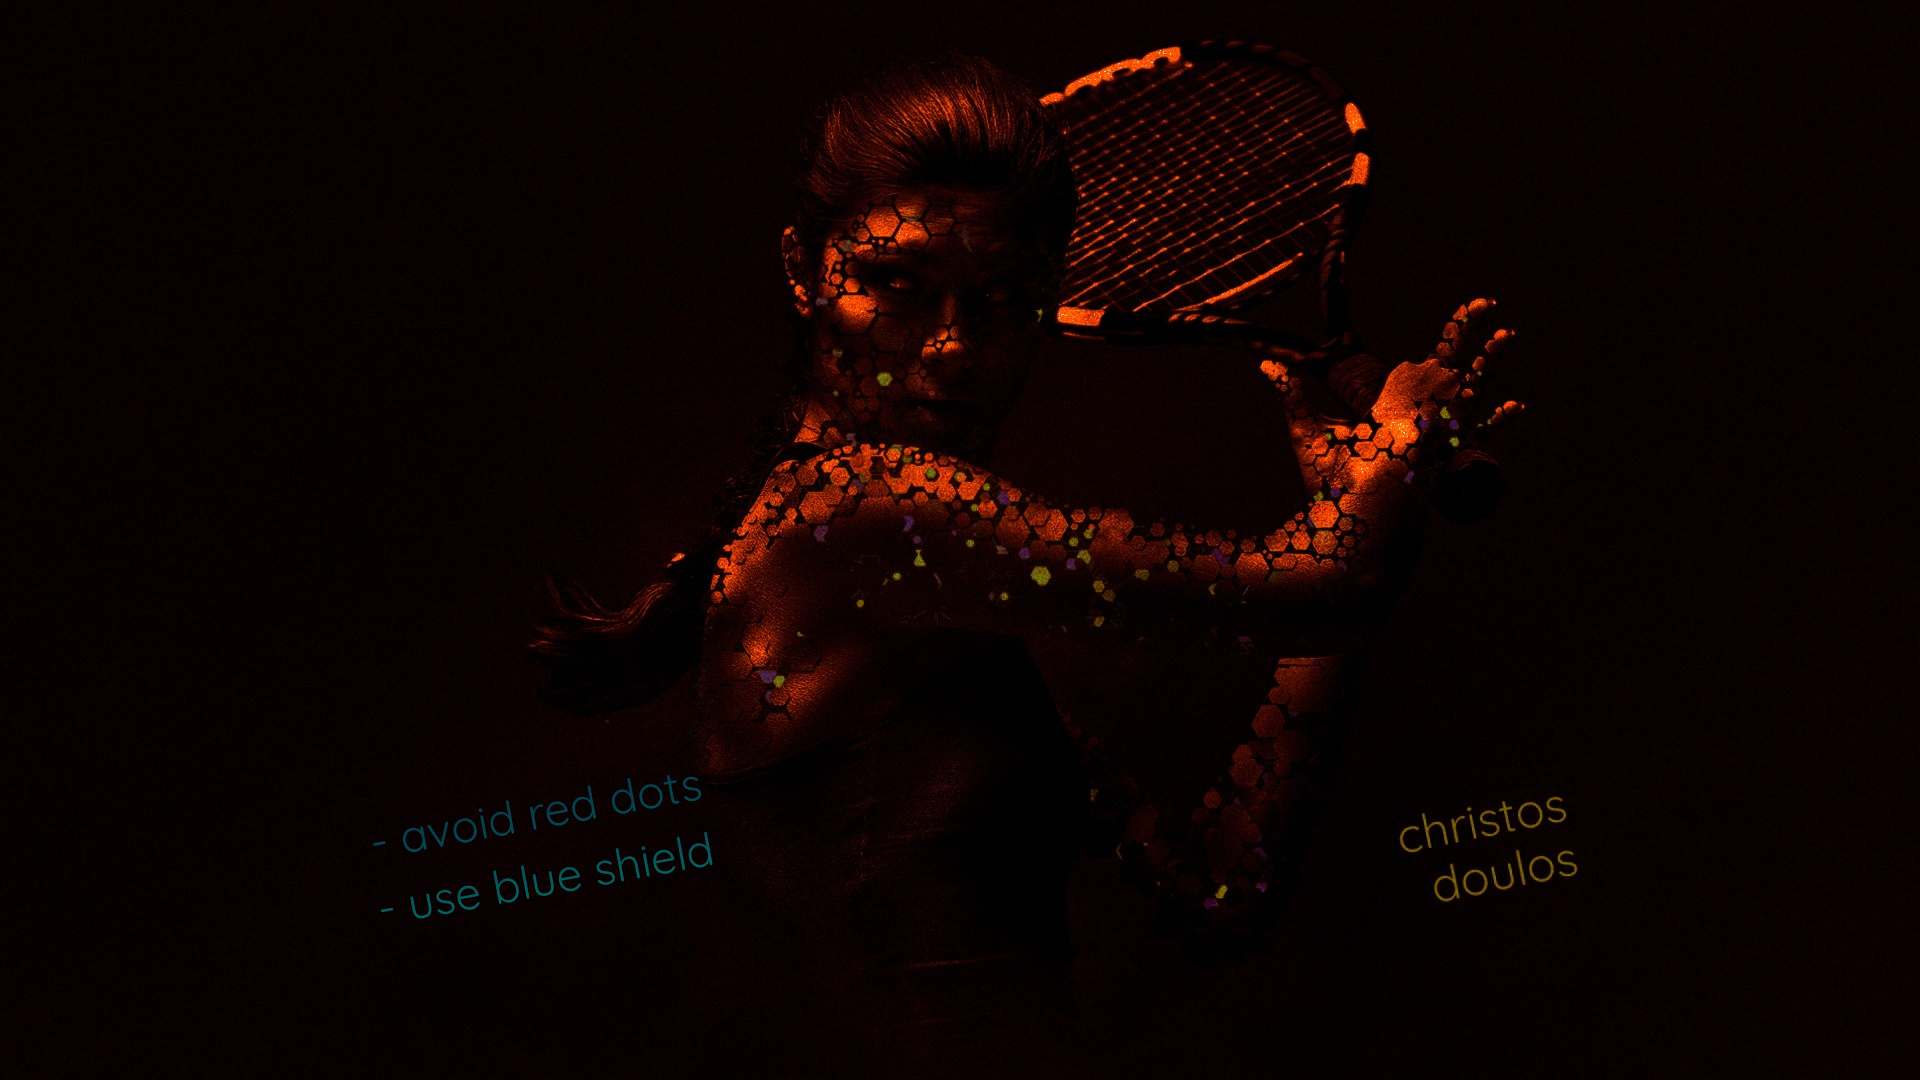 - avoid red dots
- use blue shield
christos
doulos